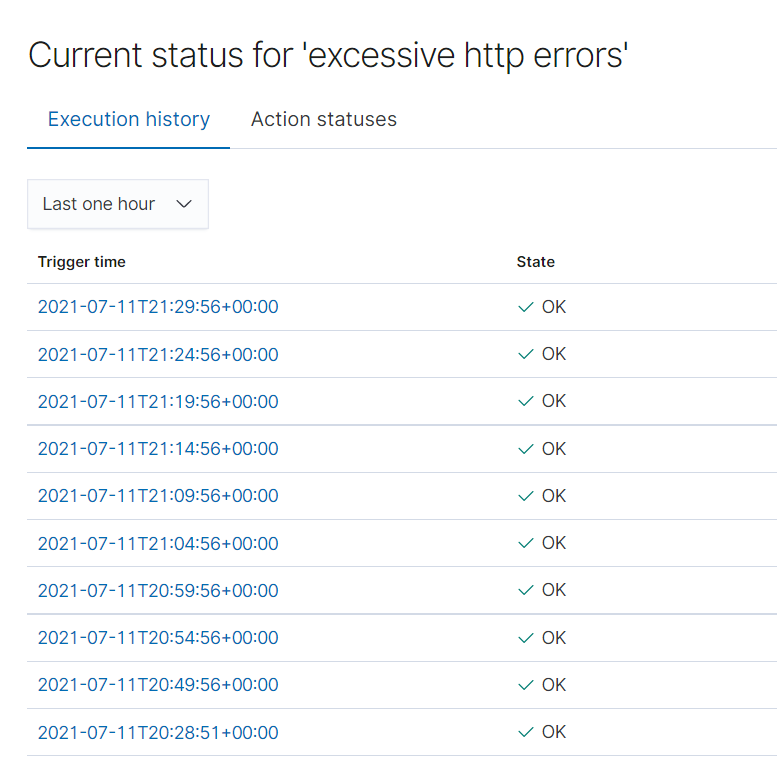 Current status for 'excessive http errors'
Execution history Action statuses
Last one hour
Trigger time State
2021-07-11T21:29:56+00:00 OK
2021-07-11T21:24:56+00:00 OK
2021-07-11T21:19:56+00:00 OK
2021-07-11T21:14:56+00:00 OK
2021-07-11T21:09:56+00:00 OK
2021-07-11T21:04:56+00:00 OK
2021-07-11T20:59:56+00:00 OK
2021-07-11T20:54:56+00:00 OK
2021-07-11T20:49:56+00:00 OK
2021-07-11T20:28:51+00:00 OK